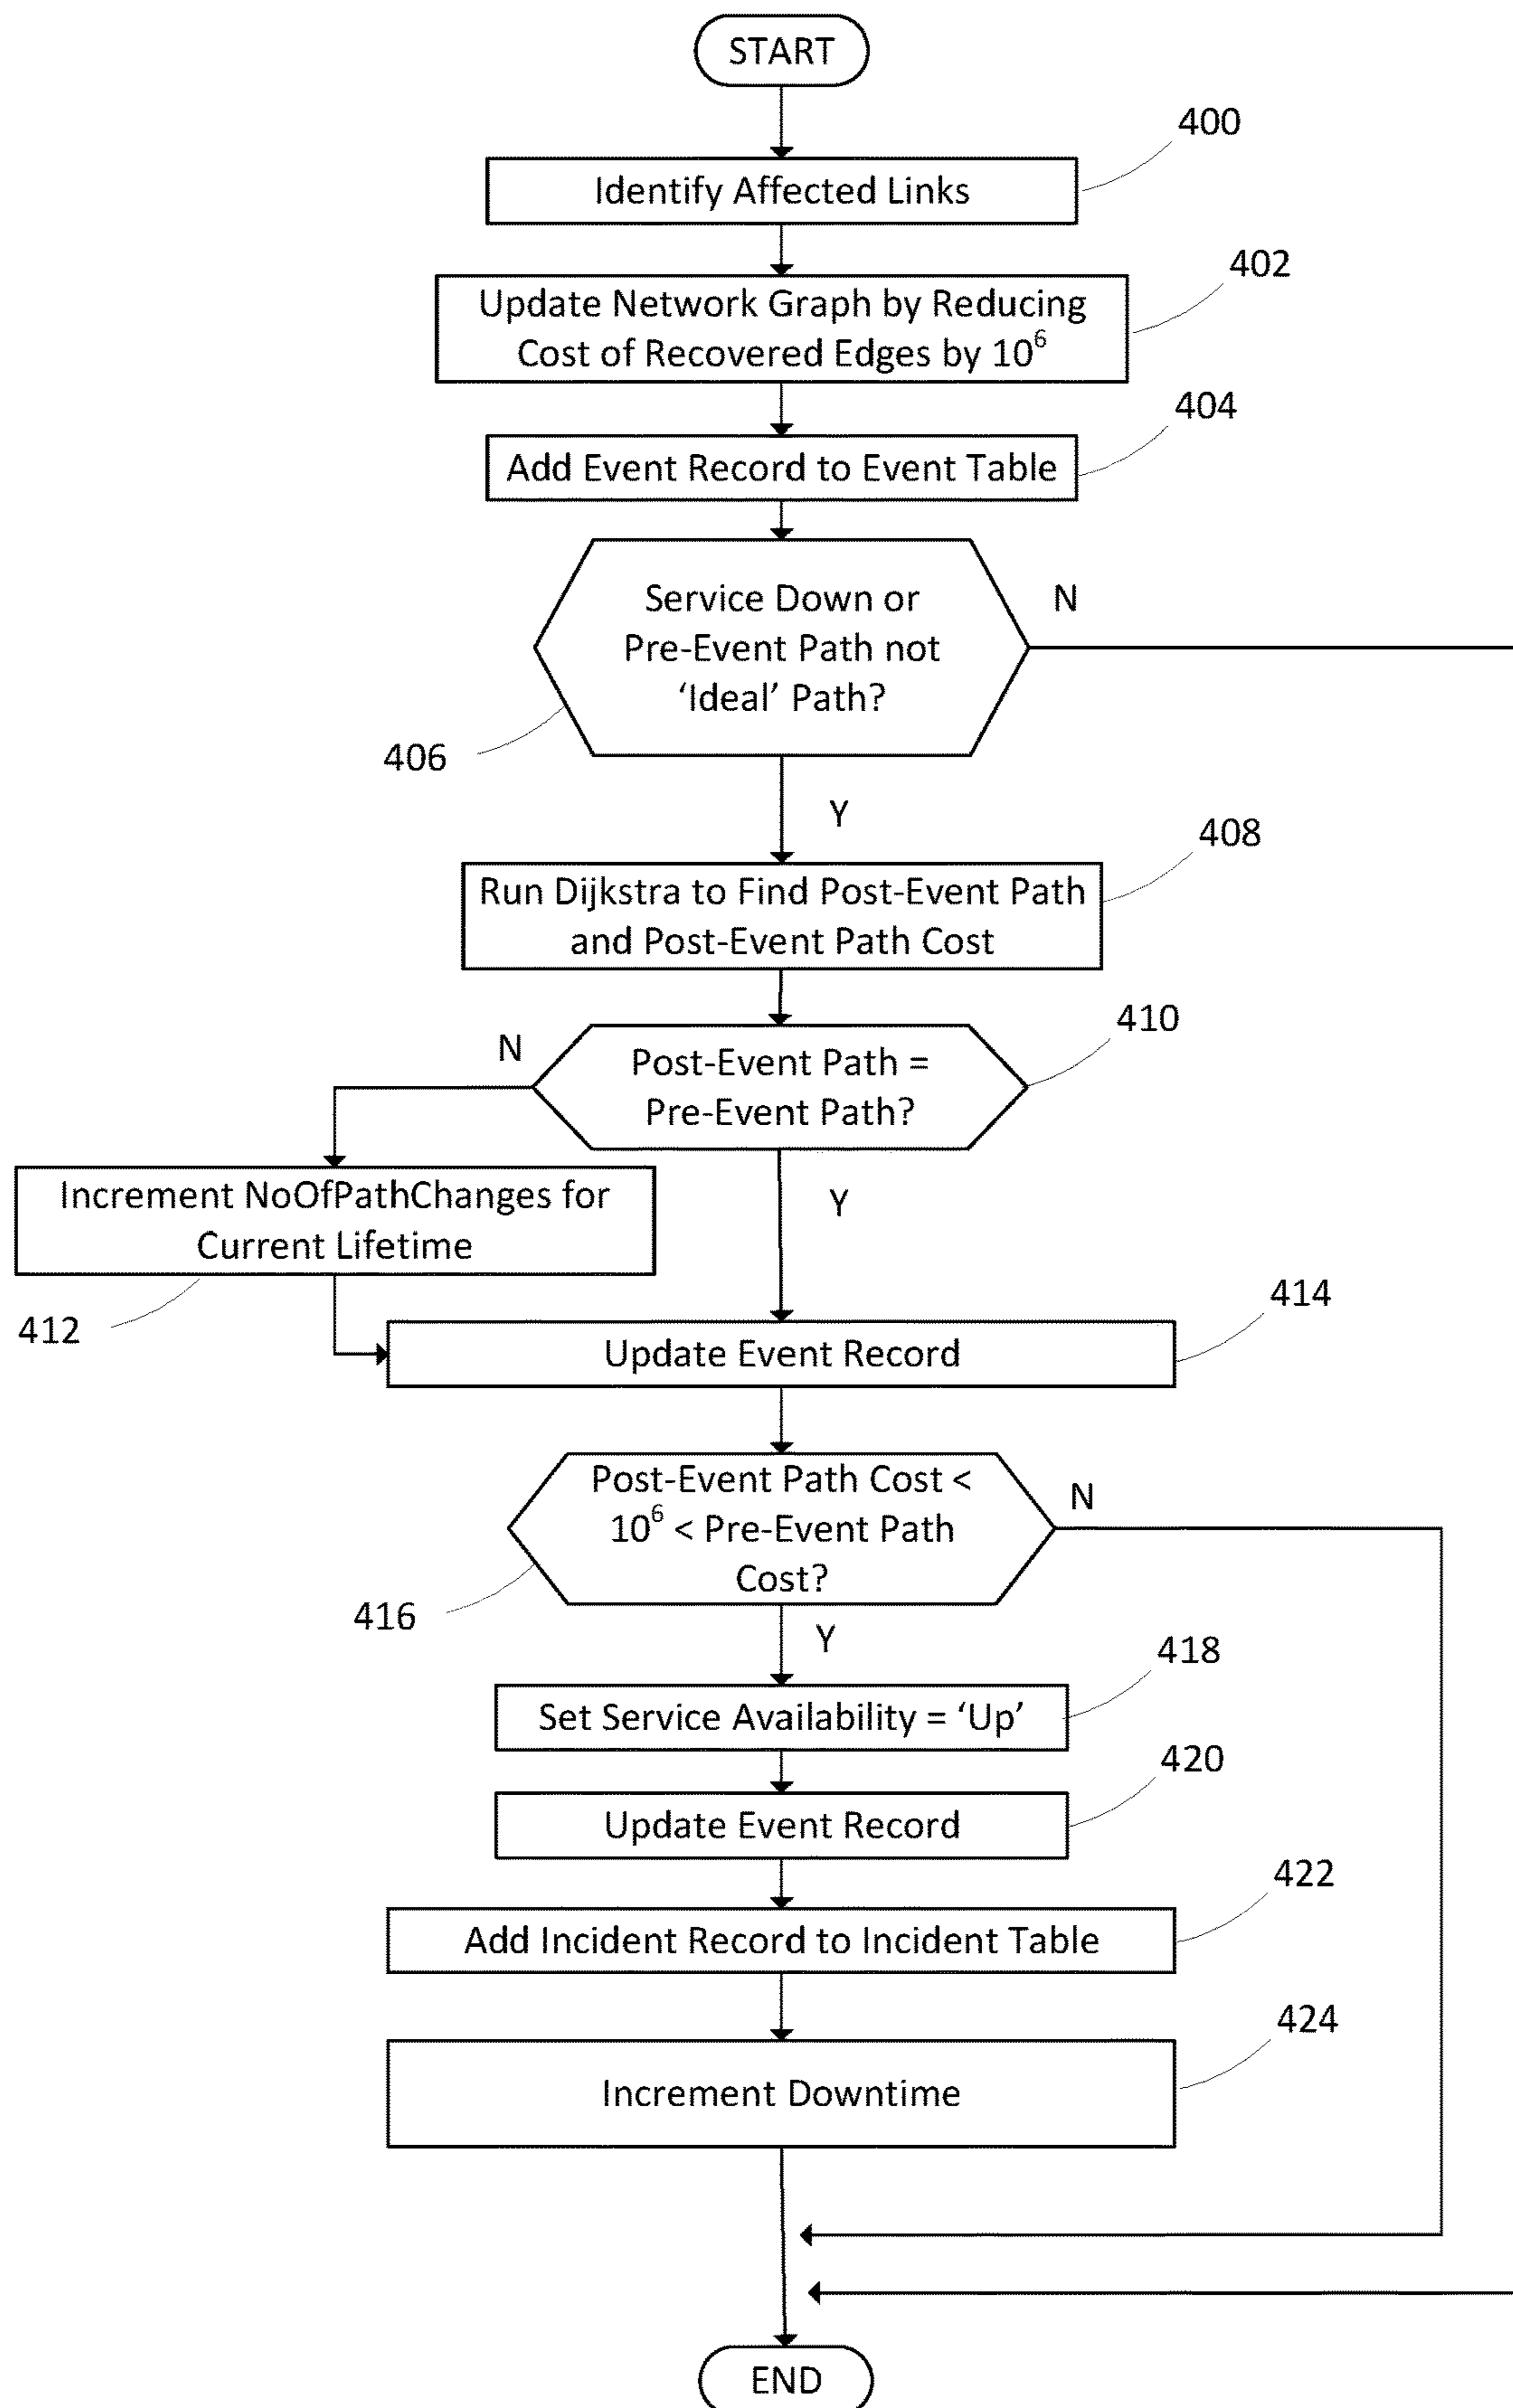 START
400
Identify Affected Links
402
Update Network Graph by Reducing
Cost of Recovered Edges by 10⁶
404
Add Event Record to Event Table
Service Down or
N
Pre-Event Path not
‘Ideal’ Path?
406
Y
408
Run Dijkstra to Find Post-Event Path
and Post-Event Path Cost
410
N
Post-Event Path =
Pre-Event Path?
Increment NoOfPathChanges for
Current Lifetime
Y
412
414
Update Event Record
Post-Event Path Cost <
N
10⁶ < Pre-Event Path
Cost?
416
Y
418
Set Service Availability = ‘Up’
420
Update Event Record
422
Add Incident Record to Incident Table
424
Increment Downtime
END